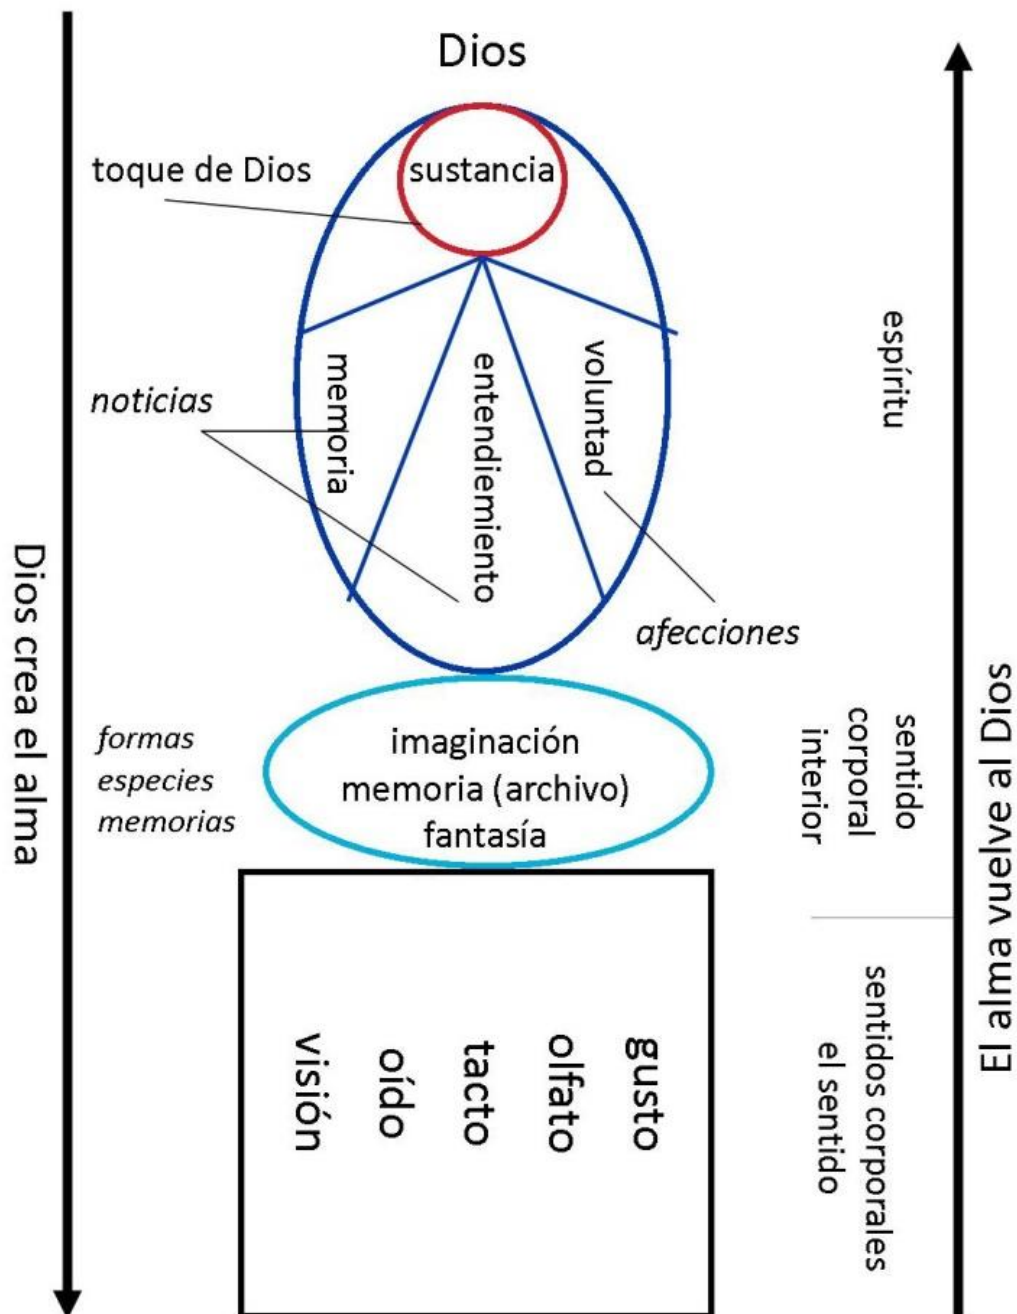 Dios
toque de Dios
sustancia
noticias
memoria
entendiemiento
voluntad
afecciones
espíritu
Dios crea el alma
El alma vuelve al Dios
formas
especies
memorias
imaginación
memoria (archivo)
fantasía
sentido
corporal
interior
visión
oído
tacto
olfato
gusto
sentidos corporales
el sentido